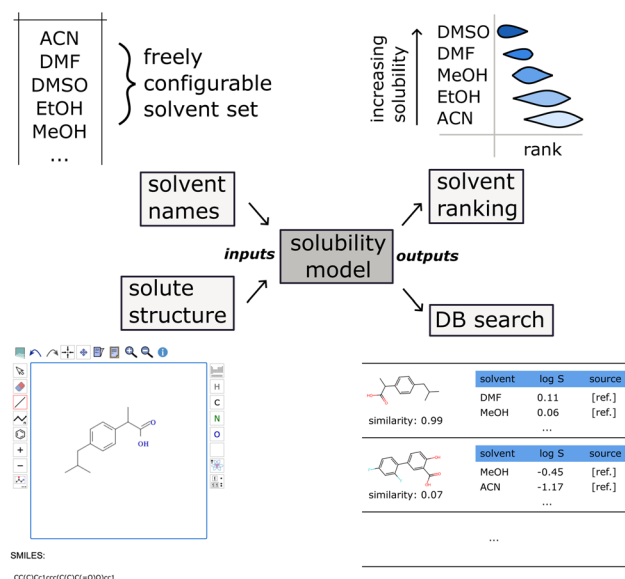 ACN
DMF
DMSO
EtOH
MeOH
...
freely
configurable
solvent set
increasing
solubility
DMSO
DMF
MeOH
EtOH
ACN
rank
solvent
names
solvent
ranking
inputs
solubility
model
outputs
solute
structure
DB search
H
C
N
O
O
OH
SMILES:
CC(C)Cc1ccc(C(C)C(=O)O)cc1
solvent log S source
HO
O
DMF 0.11 [ref.]
MeOH 0.06 [ref.]
...
similarity: 0.99
solvent log S source
OH
MeOH -0.45 [ref.]
ACN -1.17 [ref.]
...
similarity: 0.07
...